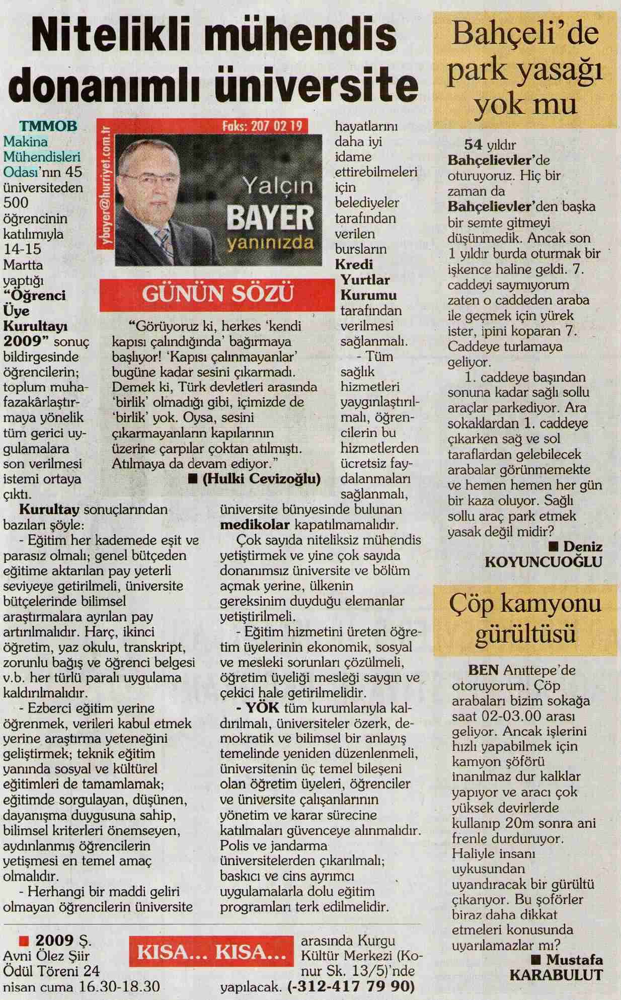 Nitelikli mühendis
donanımlı üniversite
TMMOB
Makina
Mühendisleri
Odası'nın 45
üniversiteden
500
öğrencinin
katılımıyla
14-15
Martta
yaptığı
“Öğrenci
Üye
Kurultayı
2009” sonuç
bildirgesinde
öğrencilerin;
toplum muha-
fazakârlaştır-
maya yönelik
tüm gerici uy-
gulamalara
son verilmesi
istemi ortaya
çıktı.
Kurultay sonuçlarından
bazıları şöyle:
- Eğitim her kademede eşit ve
parasız olmalı; genel bütçeden
eğitime aktarılan pay yeterli
seviyeye getirilmeli, üniversite
bütçelerinde bilimsel
araştırmalara ayrılan pay
artırılmalıdır. Harç, ikinci
öğretim, yaz okulu, transkript,
zorunlu bağış ve öğrenci belgesi
v.b. her türlü paralı uygulama
kaldırılmalıdır.
- Ezberci eğitim yerine
öğrenmek, verileri kabul etmek
yerine araştırma yeteneğini
geliştirmek; teknik eğitim
yanında sosyal ve kültürel
eğitimleri de tamamlamak;
eğitimde sorgulayan, düşünen,
dayanışma duygusuna sahip,
bilimsel kriterleri önemseyen,
aydınlanmış öğrencilerin
yetişmesi en temel amaç
olmalıdır.
- Herhangi bir maddi geliri
olmayan öğrencilerin üniversite
hayatlarını
daha iyi
idame
ettirebilmeleri
için
belediyeler
tarafından
verilen
bursların
Kredi
Yurtlar
Kurumu
tarafından
verilmesi
sağlanmalı.
- Tüm
sağlık
hizmetleri
yaygınlaştırıl-
malı, öğren-
cilerin bu
hizmetlerden
ücretsiz fay-
dalanmaları
sağlanmalı,
üniversite bünyesinde bulunan
medikolar kapatılmamalıdır.
Çok sayıda niteliksiz mühendis
yetiştirmek ve yine çok sayıda
donanımsız üniversite ve bölüm
açmak yerine, ülkenin
gereksinim duyduğu elemanlar
yetiştirilmeli.
- Eğitim hizmetini üreten öğre-
tim üyelerinin ekonomik, sosyal
ve mesleki sorunları çözülmeli,
öğretim üyeliği mesleği saygın ve
çekici hale getirilmelidir.
- YÖK tüm kurumlarıyla kal-
dırılmalı, üniversiteler özerk, de-
mokratik ve bilimsel bir anlayış
temelinde yeniden düzenlenmeli,
üniversitenin üç temel bileşeni
olan öğretim üyeleri, öğrenciler
ve üniversite çalışanlarının
yönetim ve karar sürecine
katılmaları güvenceye alınmalıdır.
Polis ve jandarma
üniversitelerden çıkarılmalı;
baskıcı ve cins ayrımcı
uygulamalarla dolu eğitim
programları terk edilmelidir.
Faks: 207 02 19
ybayer@hurriyet.com.tr
Yalçın
BAYER
yanınızda
GÜNÜN SÖZÜ
“Görüyoruz ki, herkes ‘kendi
kapısı çalındığında’ bağırmaya
başlıyor! ‘Kapısı çalınmayanlar’
bugüne kadar sesini çıkarmadı.
Demek ki, Türk devletleri arasında
‘birlik’ olmadığı gibi, içimizde de
‘birlik’ yok. Oysa, sesini
çıkarmayanların kapılarının
üzerine çarpılar çoktan atılmıştı.
Atılmaya da devam ediyor.”
■ (Hulki Cevizoğlu)
■ 2009 Ş.
Avni Ölez Şiir
Ödül Töreni 24
nisan cuma 16.30-18.30
KISA... KISA...
arasında Kurgu
Kültür Merkezi (Ko-
nur Sk. 13/5)'nde
yapılacak. (-312-417 79 90)
Bahçeli'de
park yasağı
yok mu
54 yıldır
Bahçelievler'de
oturuyoruz. Hiç bir
zaman da
Bahçelievler'den başka
bir semte gitmeyi
düşünmedik. Ancak son
1 yıldır burda oturmak bir
işkence haline geldi. 7.
caddeyi saymıyorum
zaten o caddeden araba
ile geçmek için yürek
ister, ipini koparan 7.
Caddeye turlamaya
geliyor.
1. caddeye başından
sonuna kadar sağlı sollu
araçlar parkediyor. Ara
sokaklardan 1. caddeye
çıkarken sağ ve sol
taraflardan gelebilecek
arabalar görünmemekte
ve hemen hemen her gün
bir kaza oluyor. Sağlı
sollu araç park etmek
yasak değil midir?
■ Deniz
KOYUNCUOĞLU
Çöp kamyonu
gürültüsü
BEN Anıttepe'de
otoruyorum. Çöp
arabaları bizim sokağa
saat 02-03.00 arası
geliyor. Ancak işlerini
hızlı yapabilmek için
kamyon şöförü
inanılmaz dur kalklar
yapıyor ve aracı çok
yüksek devirlerde
kullanıp 20m sonra ani
frenle durduruyor.
Haliyle insanı
uykusundan
uyandıracak bir gürültü
çıkarıyor. Bu şoförler
biraz daha dikkat
etmeleri konusunda
uyarılamazlar mı?
■ Mustafa
KARABULUT